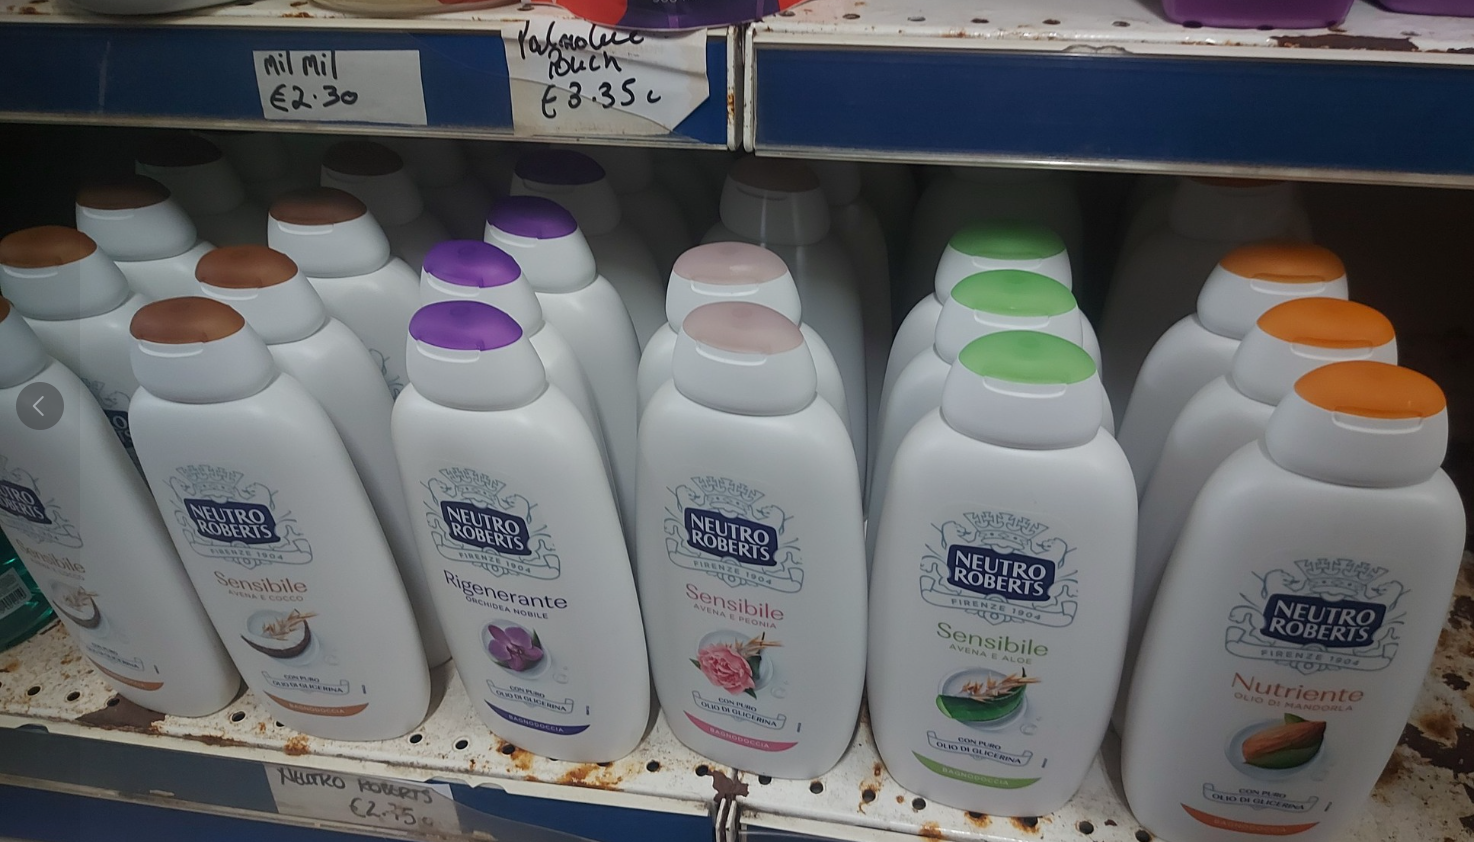 Mil Mil
€2.30
Palmolive
Pouch
€3.35c
NEUTRO
ROBERTS
FIRENZE 1904
Sensibile
AVENA E COCCO
CON PURO
OLIO DI GLICERINA
BAGNODOCCIA
NEUTRO
ROBERTS
FIRENZE 1904
Rigenerante
ORCHIDEA NOBILE
CON PURO
OLIO DI GLICERINA
BAGNODOCCIA
NEUTRO
ROBERTS
FIRENZE 1904
Sensibile
AVENA E PEONIA
CON PURO
OLIO DI GLICERINA
BAGNODOCCIA
NEUTRO
ROBERTS
FIRENZE 1904
Sensibile
AVENA E ALOE
CON PURO
OLIO DI GLICERINA
BAGNODOCCIA
NEUTRO
ROBERTS
FIRENZE 1904
Nutriente
OLIO DI MANDORLA
CON PURO
OLIO DI GLICERINA
BAGNODOCCIA
NEUTRO ROBERTS
€2.75c